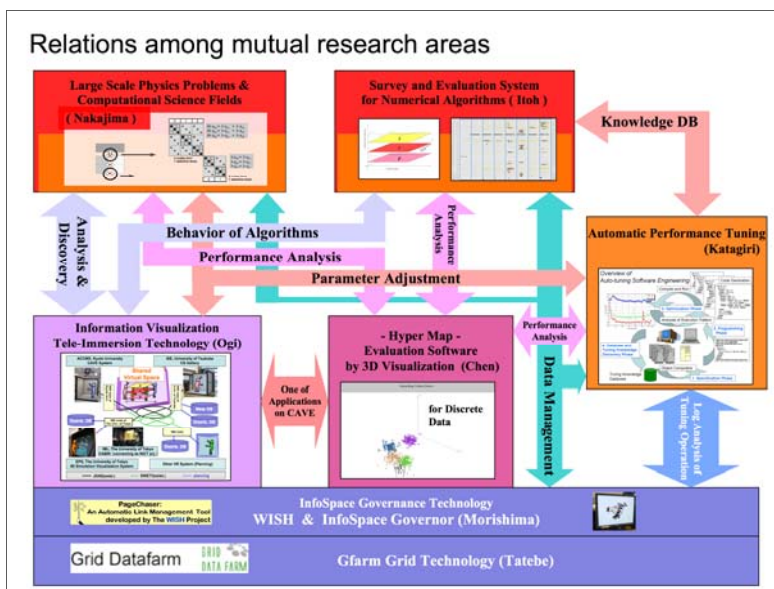 Relations among mutual research areas
Large Scale Physics Problems &
Computational Science Fields
( Nakajima )
Survey and Evaluation System
for Numerical Algorithms ( Itoh )
Knowledge DB
Analysis &
Discovery
Behavior of Algorithms
Performance Analysis
Parameter Adjustment
Performance
Analysis
Automatic Performance Tuning
(Katagiri)
Overview of
Auto-tuning Software Engineering
Information Visualization
Tele-Immersion Technology (Ogi)
Shared
Virtual Space
One of
Applications
on CAVE
- Hyper Map -
Evaluation Software
by 3D Visualization (Chen)
for Discrete
Data
Performance
Analysis
Data Management
Log Analysis of
Tuning Operation
PageChaser:
An Automatic Link Management Tool
developed by The WISH Project
InfoSpace Governance Technology
WISH & InfoSpace Governor (Morishima)
Grid Datafarm
GRID
DATA FARM
Gfarm Grid Technology (Tatebe)